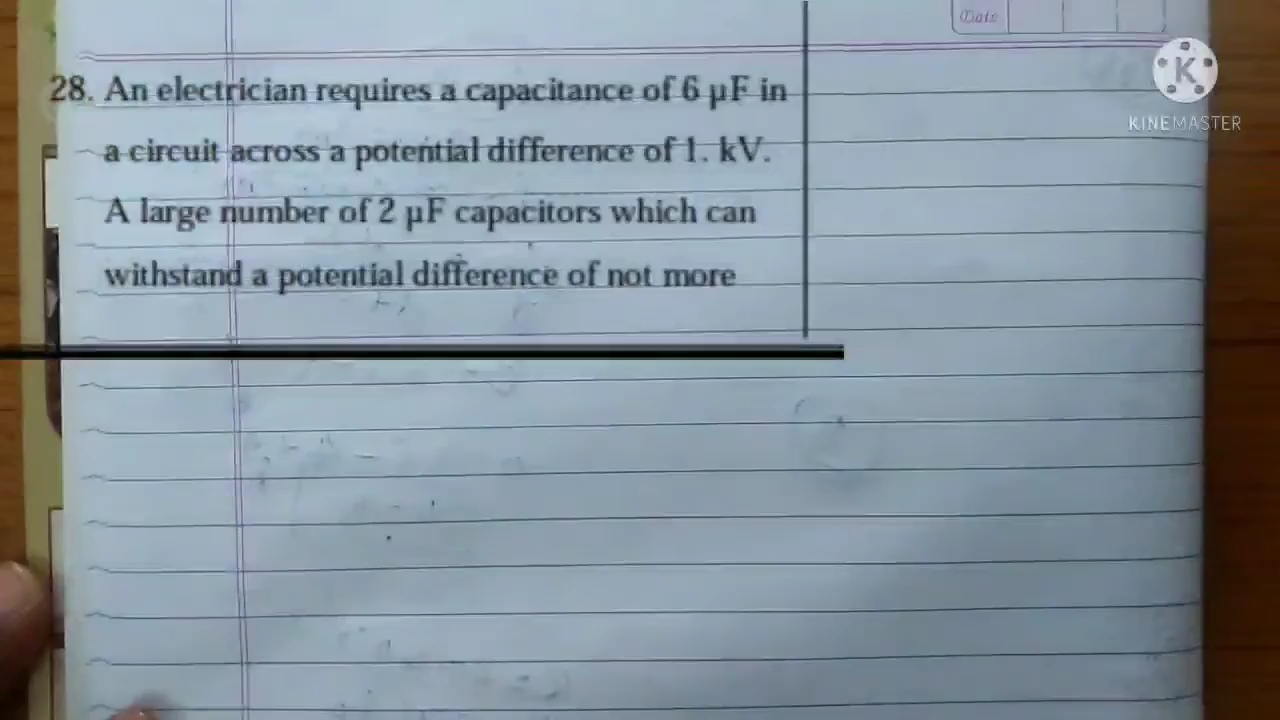 Date
K
KINEMASTER
28. An electrician requires a capacitance of 6 µF in
a circuit across a potential difference of 1. kV.
A large number of 2 µF capacitors which can
withstand a potential difference of not more